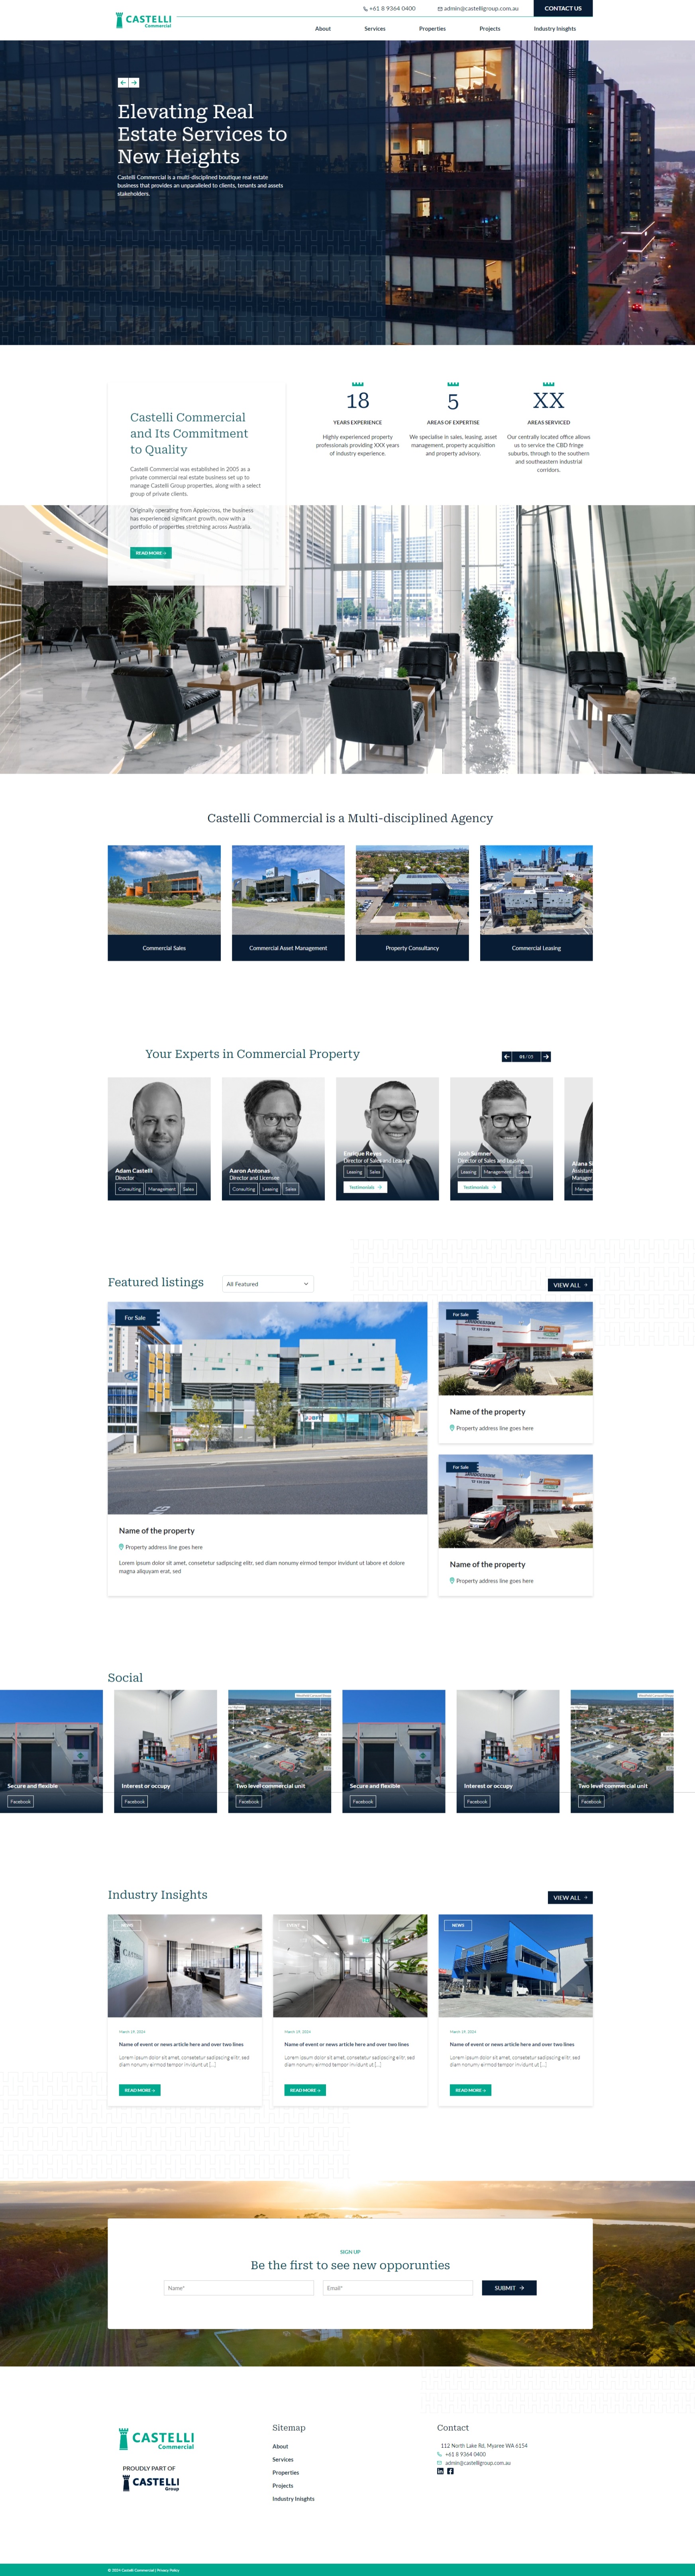 CASTELLI
Commercial
+61 8 9364 0400
admin@castelligroup.com.au
CONTACT US
About
Services
Properties
Projects
Industry Inisghts
Elevating Real
Estate Services to
New Heights
Castelli Commercial is a multi-disciplined boutique real estate
business that provides an unparalleled to clients, tenants and assets
stakeholders.
Castelli Commercial
and Its Commitment
to Quality
Castelli Commercial was established in 2005 as a
private commercial real estate business set up to
manage Castelli Group properties, along with a select
group of private clients.
Originally operating from Applecross, the business
has experienced significant growth, now with a
portfolio of properties stretching across Australia.
READ MORE
18
YEARS EXPERIENCE
Highly experienced property
professionals providing XXX years
of industry experience.
5
AREAS OF EXPERTISE
We specialise in sales, leasing, asset
management, property acquisition
and property advisory.
XX
AREAS SERVICED
Our centrally located office allows
us to service the CBD fringe
suburbs, through to the southern
and southeastern industrial
corridors.
Castelli Commercial is a Multi-disciplined Agency
Commercial Sales
Commercial Asset Management
Property Consultancy
Commercial Leasing
Your Experts in Commercial Property
01 / 03
Adam Castelli
Director
Consulting
Management
Sales
Aaron Antonas
Director and Licensee
Consulting
Leasing
Sales
Enrique Reyes
Director of Sales and Leasing
Leasing
Sales
Testimonials
Josh Sumner
Director of Sales and Leasing
Leasing
Management
Sales
Testimonials
Alana
Assistant
Manager
Featured listings
All Featured
VIEW ALL
For Sale
Name of the property
Property address line goes here
Lorem ipsum dolor sit amet, consetetur sadipscing elitr, sed diam nonumy eirmod tempor invidunt ut labore et dolore
magna aliquyam erat, sed
For Sale
Name of the property
Property address line goes here
For Sale
Name of the property
Property address line goes here
Social
Secure and flexible
Facebook
Interest or occupy
Facebook
Two level commercial unit
Facebook
Secure and flexible
Facebook
Interest or occupy
Facebook
Two level commercial unit
Facebook
Industry Insights
VIEW ALL
NEWS
March 19, 2024
Name of event or news article here and over two lines
Lorem ipsum dolor sit amet, consetetur sadipscing elitr, sed
diam nonumy eirmod tempor invidunt ut [...]
READ MORE
EVENT
March 19, 2024
Name of event or news article here and over two lines
Lorem ipsum dolor sit amet, consetetur sadipscing elitr, sed
diam nonumy eirmod tempor invidunt ut [...]
READ MORE
NEWS
March 19, 2024
Name of event or news article here and over two lines
Lorem ipsum dolor sit amet, consetetur sadipscing elitr, sed
diam nonumy eirmod tempor invidunt ut [...]
READ MORE
SIGN UP
Be the first to see new opporunties
Name*
Email*
SUBMIT
CASTELLI
Commercial
PROUDLY PART OF
CASTELLI
Group
Sitemap
About
Services
Properties
Projects
Industry Inisghts
Contact
112 North Lake Rd, Myaree WA 6154
+61 8 9364 0400
admin@castelligroup.com.au
© 2024 Castelli Commercial | Privacy Policy